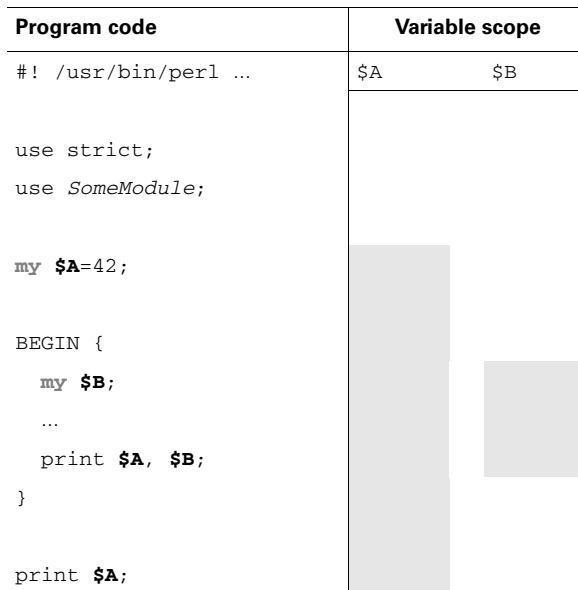 Program code Variable scope
#! /usr/bin/perl … $A $B
use strict;
use SomeModule;
my $A=42;
BEGIN {
my $B;
…
print $A, $B;
}
print $A;